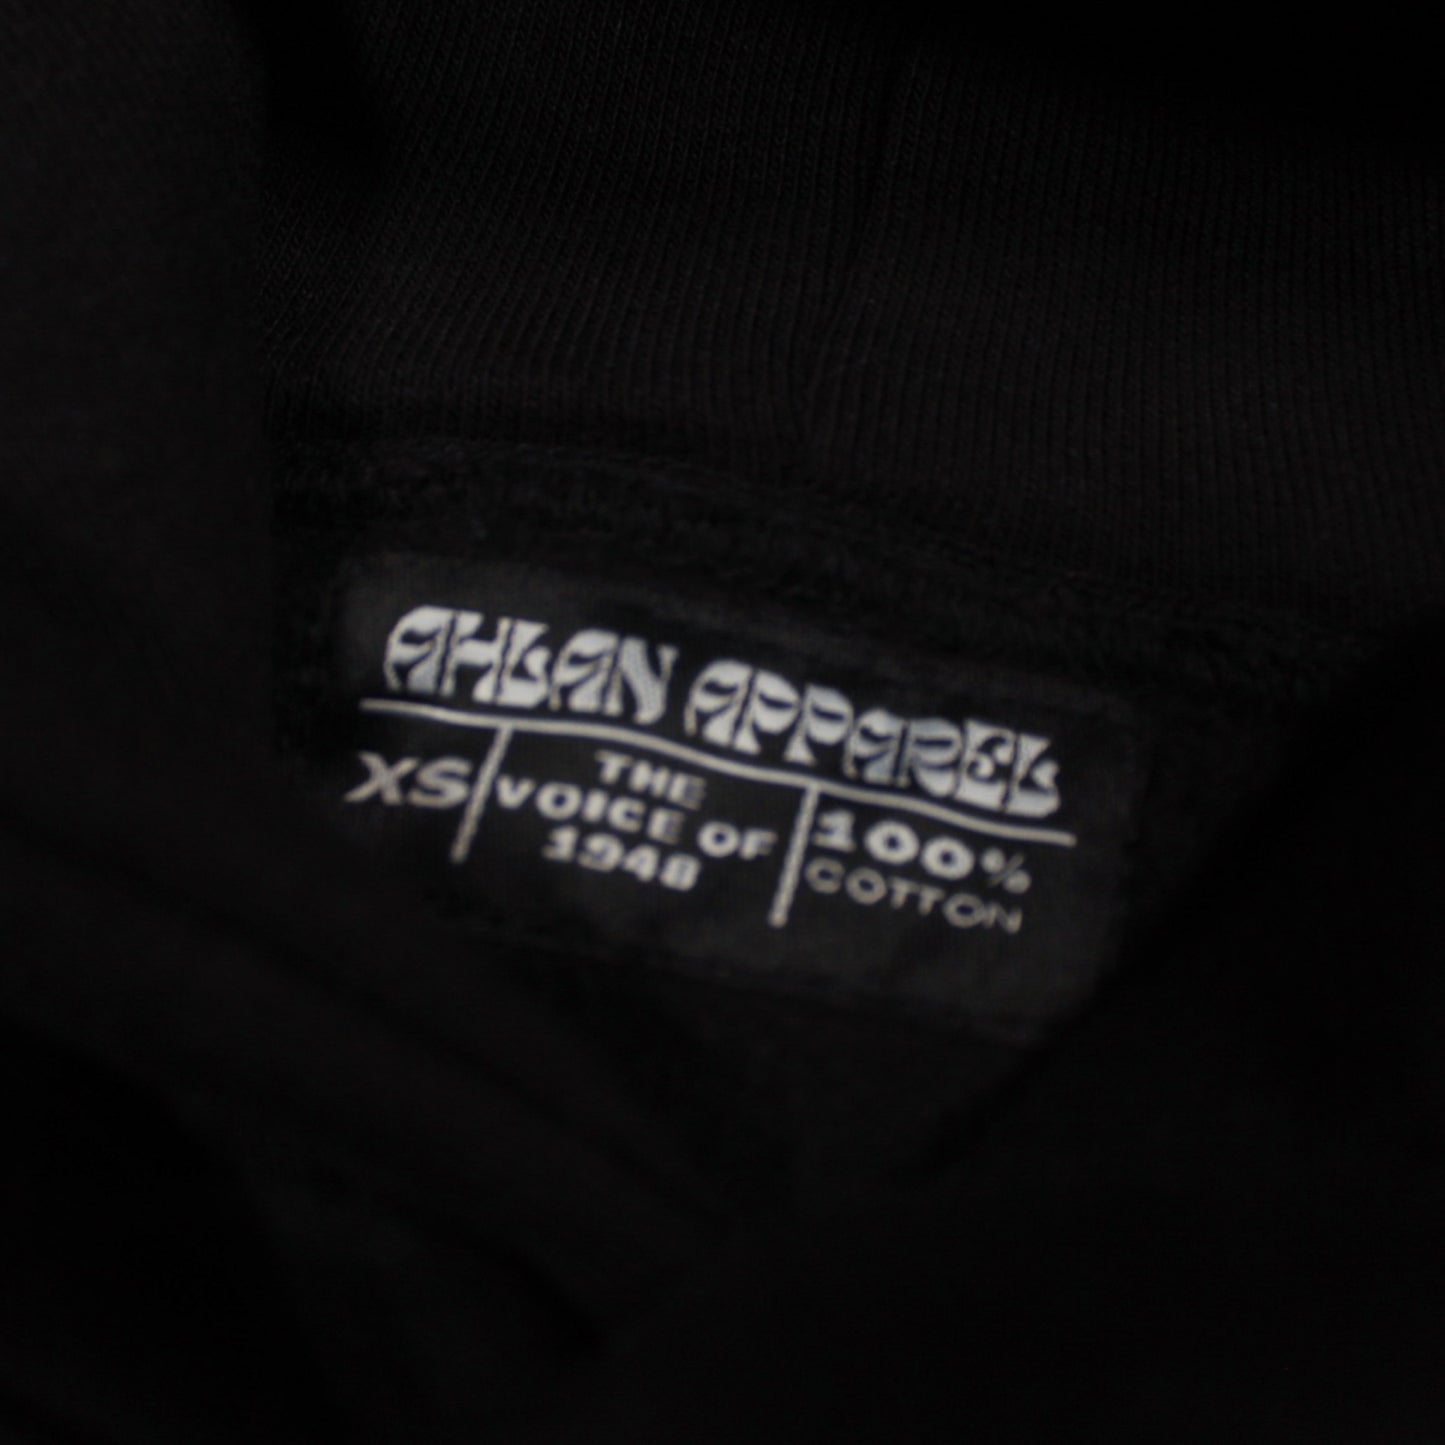 AHLAN APPAREL
XS
THE
VOICE OF
1948
100%
COTTON